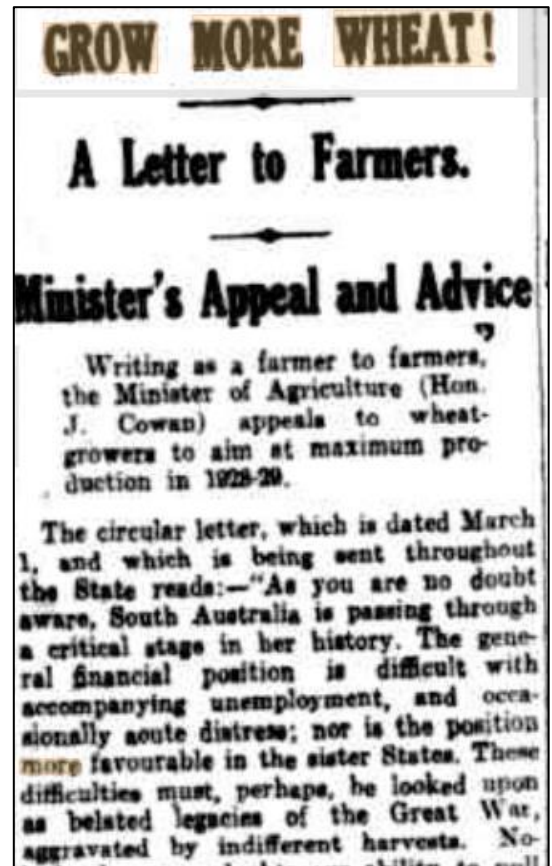 GROW MORE WHEAT!
A Letter to Farmers.
Minister's Appeal and Advice
Writing as a farmer to farmers,
the Minister of Agriculture (Hon.
J. Cowan) appeals to wheat-
growers to aim at maximum pro-
duction in 1928-29.
The circular letter, which is dated March
1, and which is being sent throughout
the State reads:—"As you are no doubt
aware, South Australia is passing through
a critical stage in her history. The gene-
ral financial position is difficult with
accompanying unemployment, and occa-
sionally acute distress; nor is the position
more favourable in the sister States. These
difficulties must, perhaps, be looked upon
as belated legacies of the Great War,
aggravated by indifferent harvests. No-